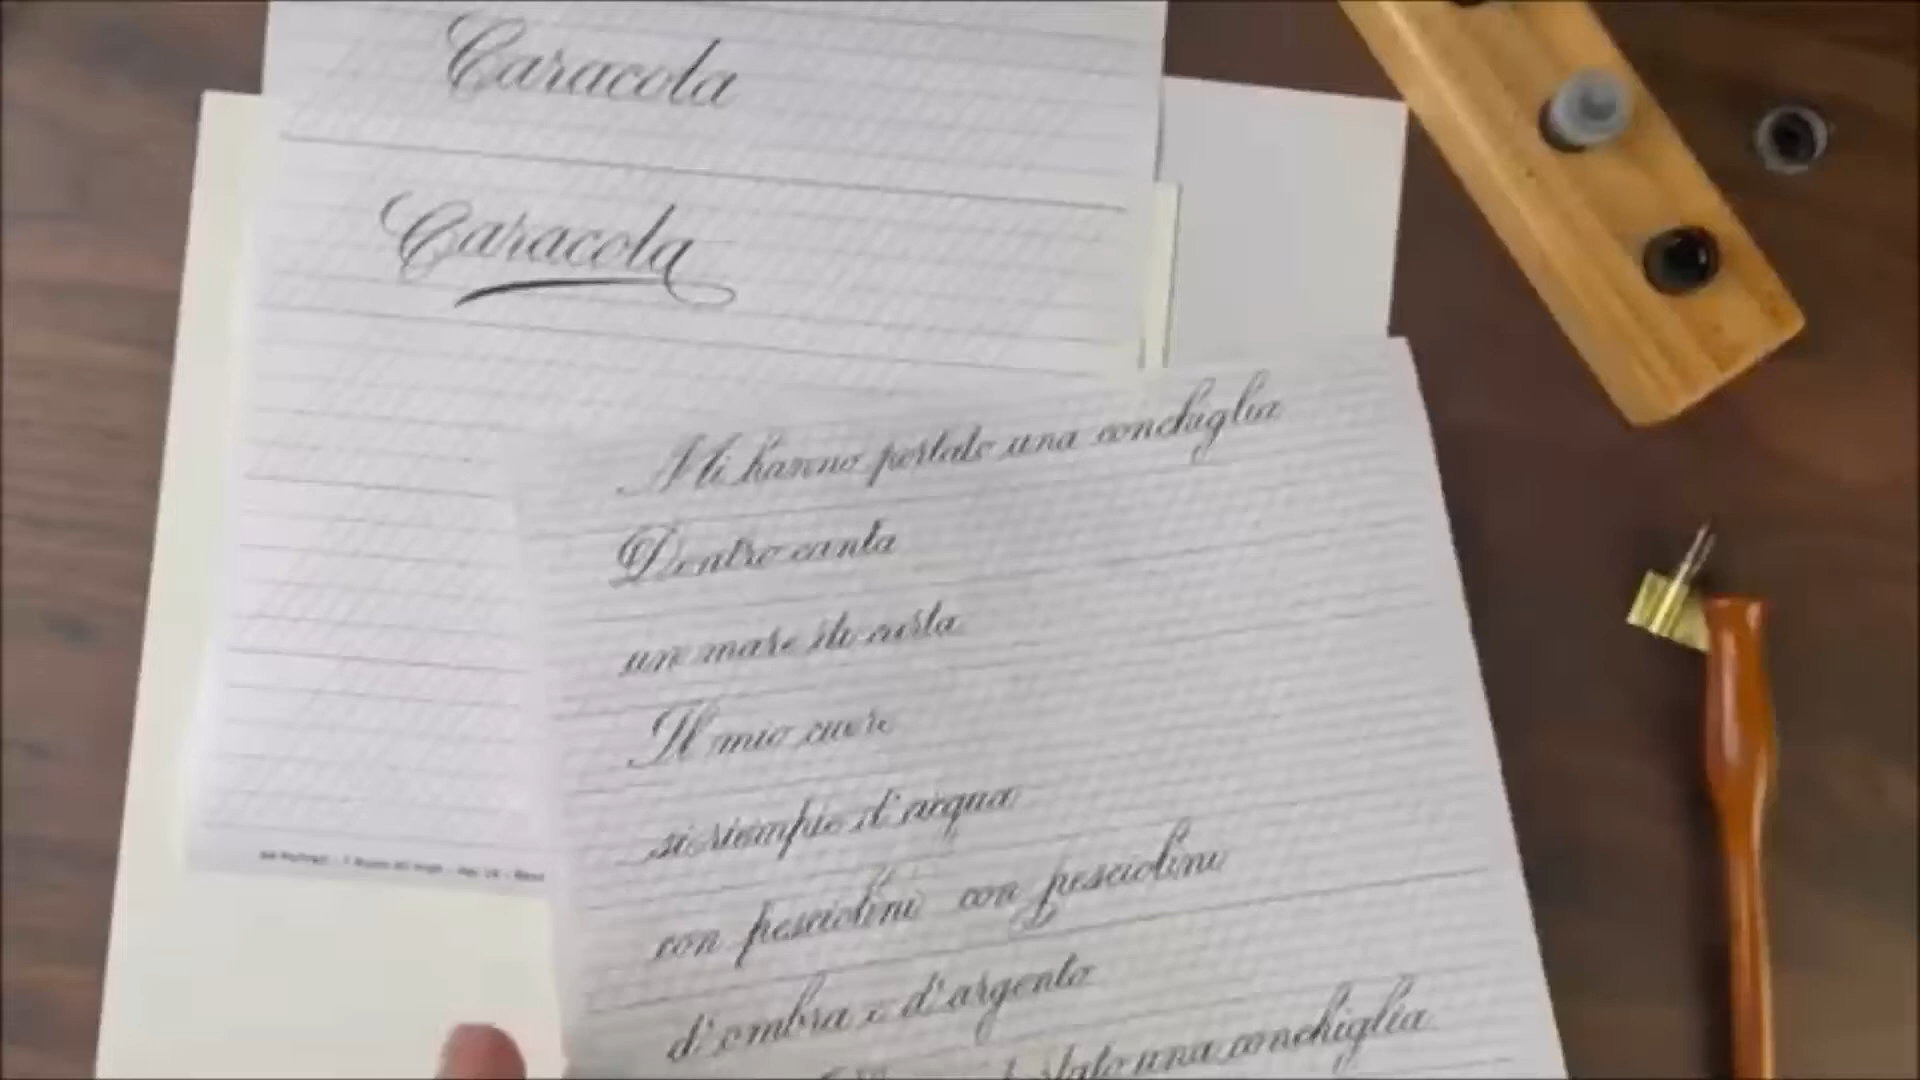 Caracola
Caracola
Mi hanno portato una conchiglia
Dentro canta
un mare di carta
Il mio cuore
si riempie d'acqua
con pesciolini con pesciolini
d'ombra e d'argento
portato una conchiglia